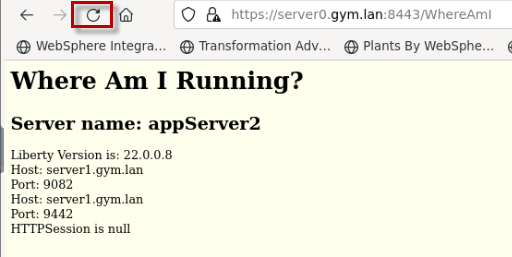 https://server0.gym.lan:8443/WhereAmI
WebSphere Integra... Transformation Adv... Plants By WebSphe...
Where Am I Running?
Server name: appServer2
Liberty Version is: 22.0.0.8
Host: server1.gym.lan
Port: 9082
Host: server1.gym.lan
Port: 9442
HTTPSession is null